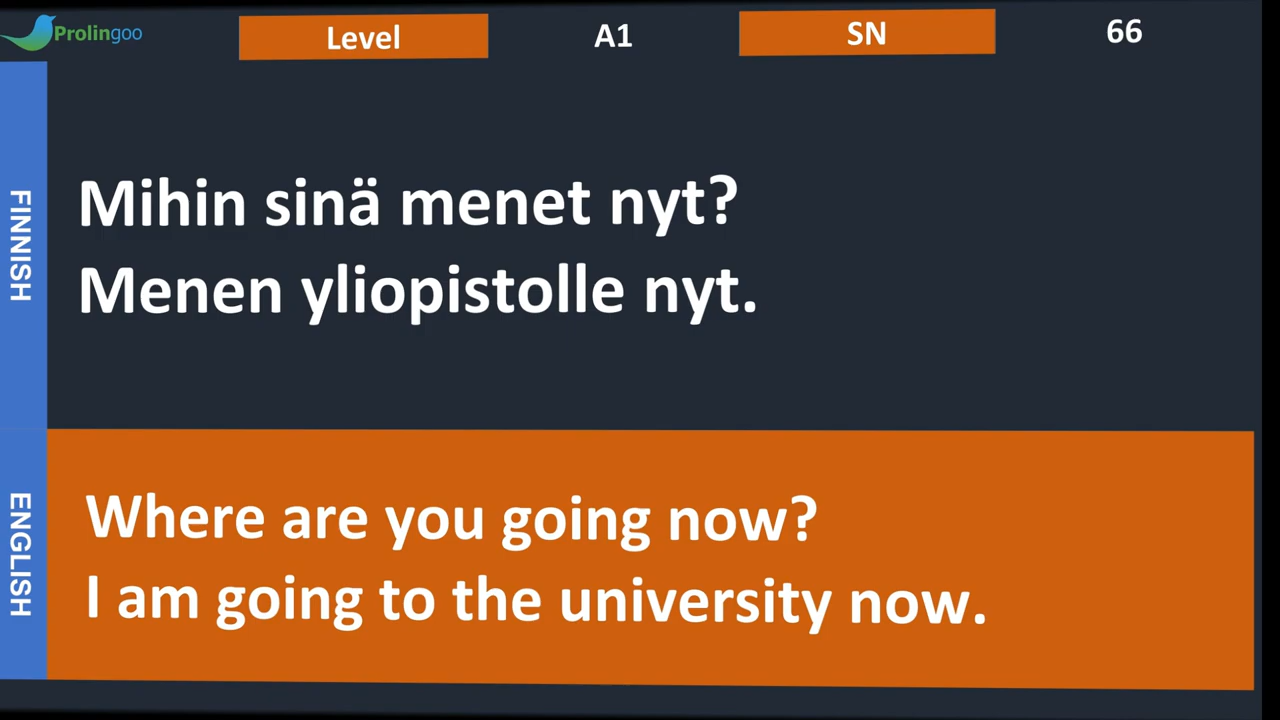 Prolingoo
Level A1 SN 66
FINNISH
Mihin sinä menet nyt?
Menen yliopistolle nyt.
ENGLISH
Where are you going now?
I am going to the university now.